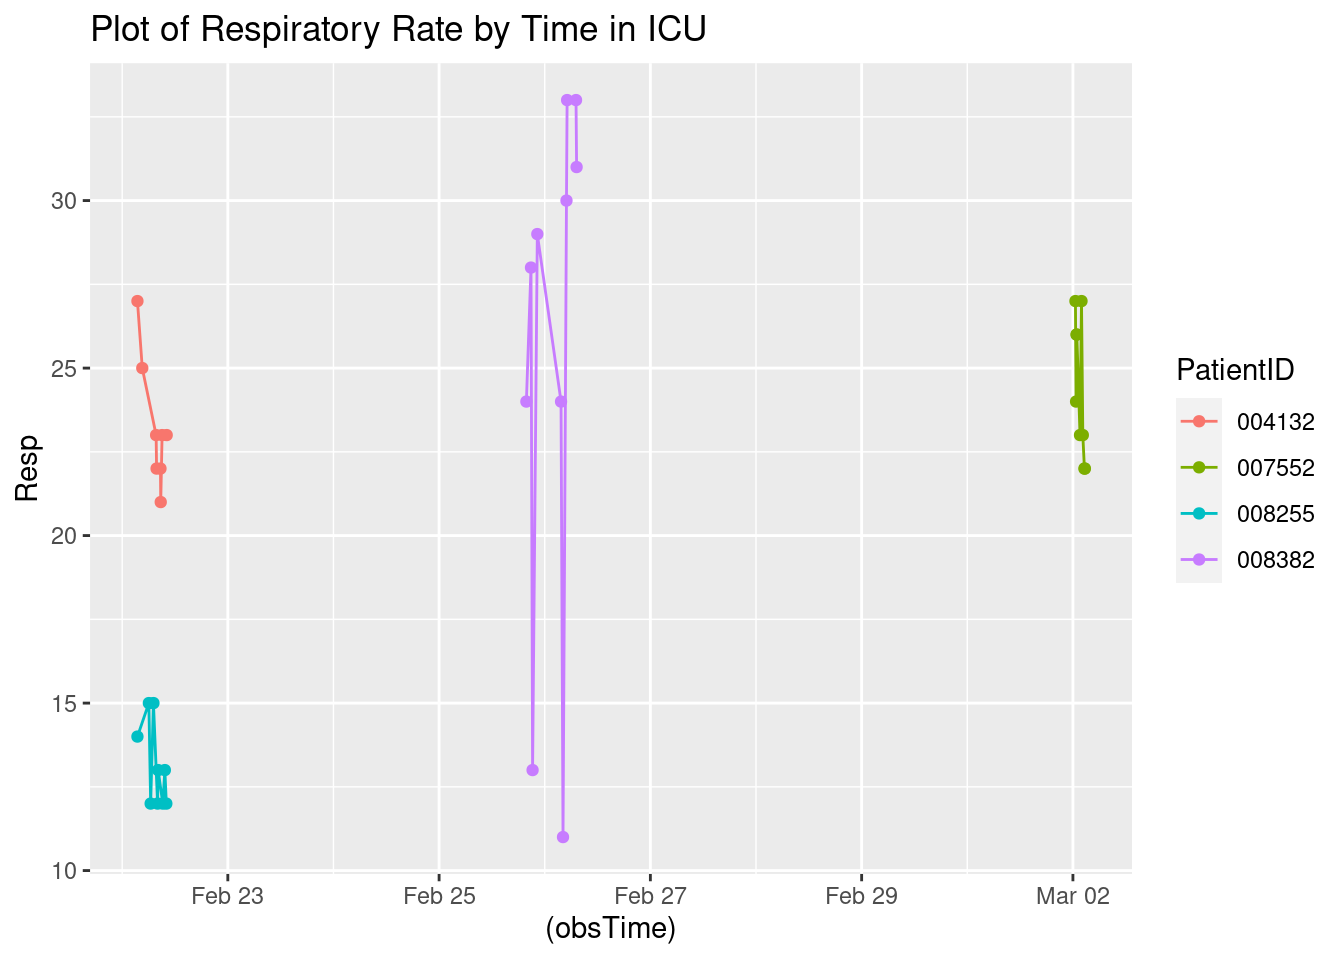 Plot of Respiratory Rate by Time in ICU
Resp
30
25
20
15
10
Feb 23
Feb 25
Feb 27
Feb 29
Mar 02
(obsTime)
PatientID
004132
007552
008255
008382